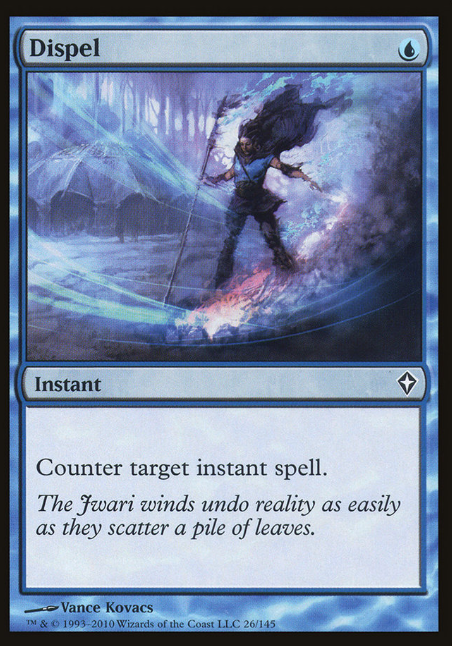 Dispel
Instant
Counter target instant spell.
The Jwari winds undo reality as easily
as they scatter a pile of leaves.
Vance Kovacs
™ & © 1993–2010 Wizards of the Coast LLC 26/145